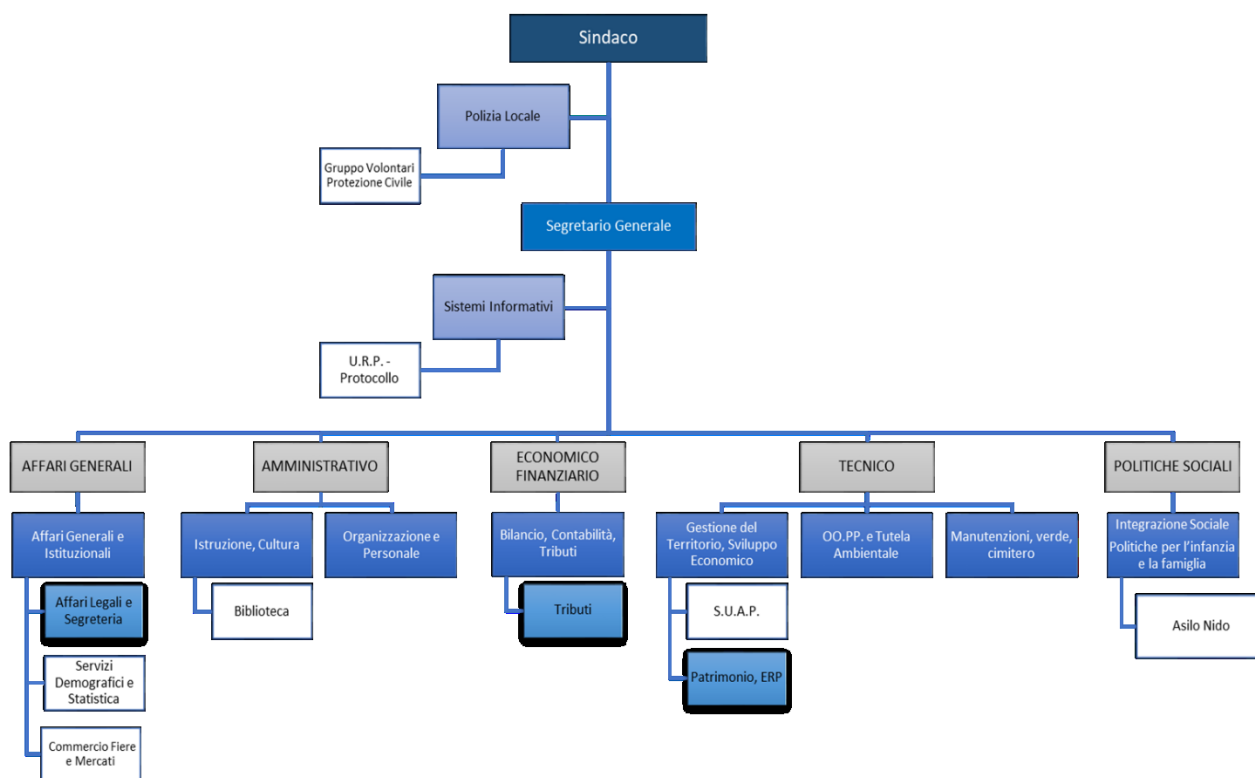 Sindaco
Polizia Locale
Gruppo Volontari
Protezione Civile
Segretario Generale
Sistemi Informativi
U.R.P. -
Protocollo
AFFARI GENERALI
AMMINISTRATIVO
ECONOMICO
FINANZIARIO
TECNICO
POLITICHE SOCIALI
Affari Generali e
Istituzionali
Istruzione, Cultura
Organizzazione e
Personale
Bilancio, Contabilità,
Tributi
Gestione del
Territorio, Sviluppo
Economico
OO.PP. e Tutela
Ambientale
Manutenzioni, verde,
cimitero
Integrazione Sociale
Politiche per l'infanzia
e la famiglia
Affari Legali e
Segreteria
Biblioteca
Tributi
S.U.A.P.
Asilo Nido
Servizi
Demografici e
Statistica
Patrimonio, ERP
Commercio Fiere
e Mercati